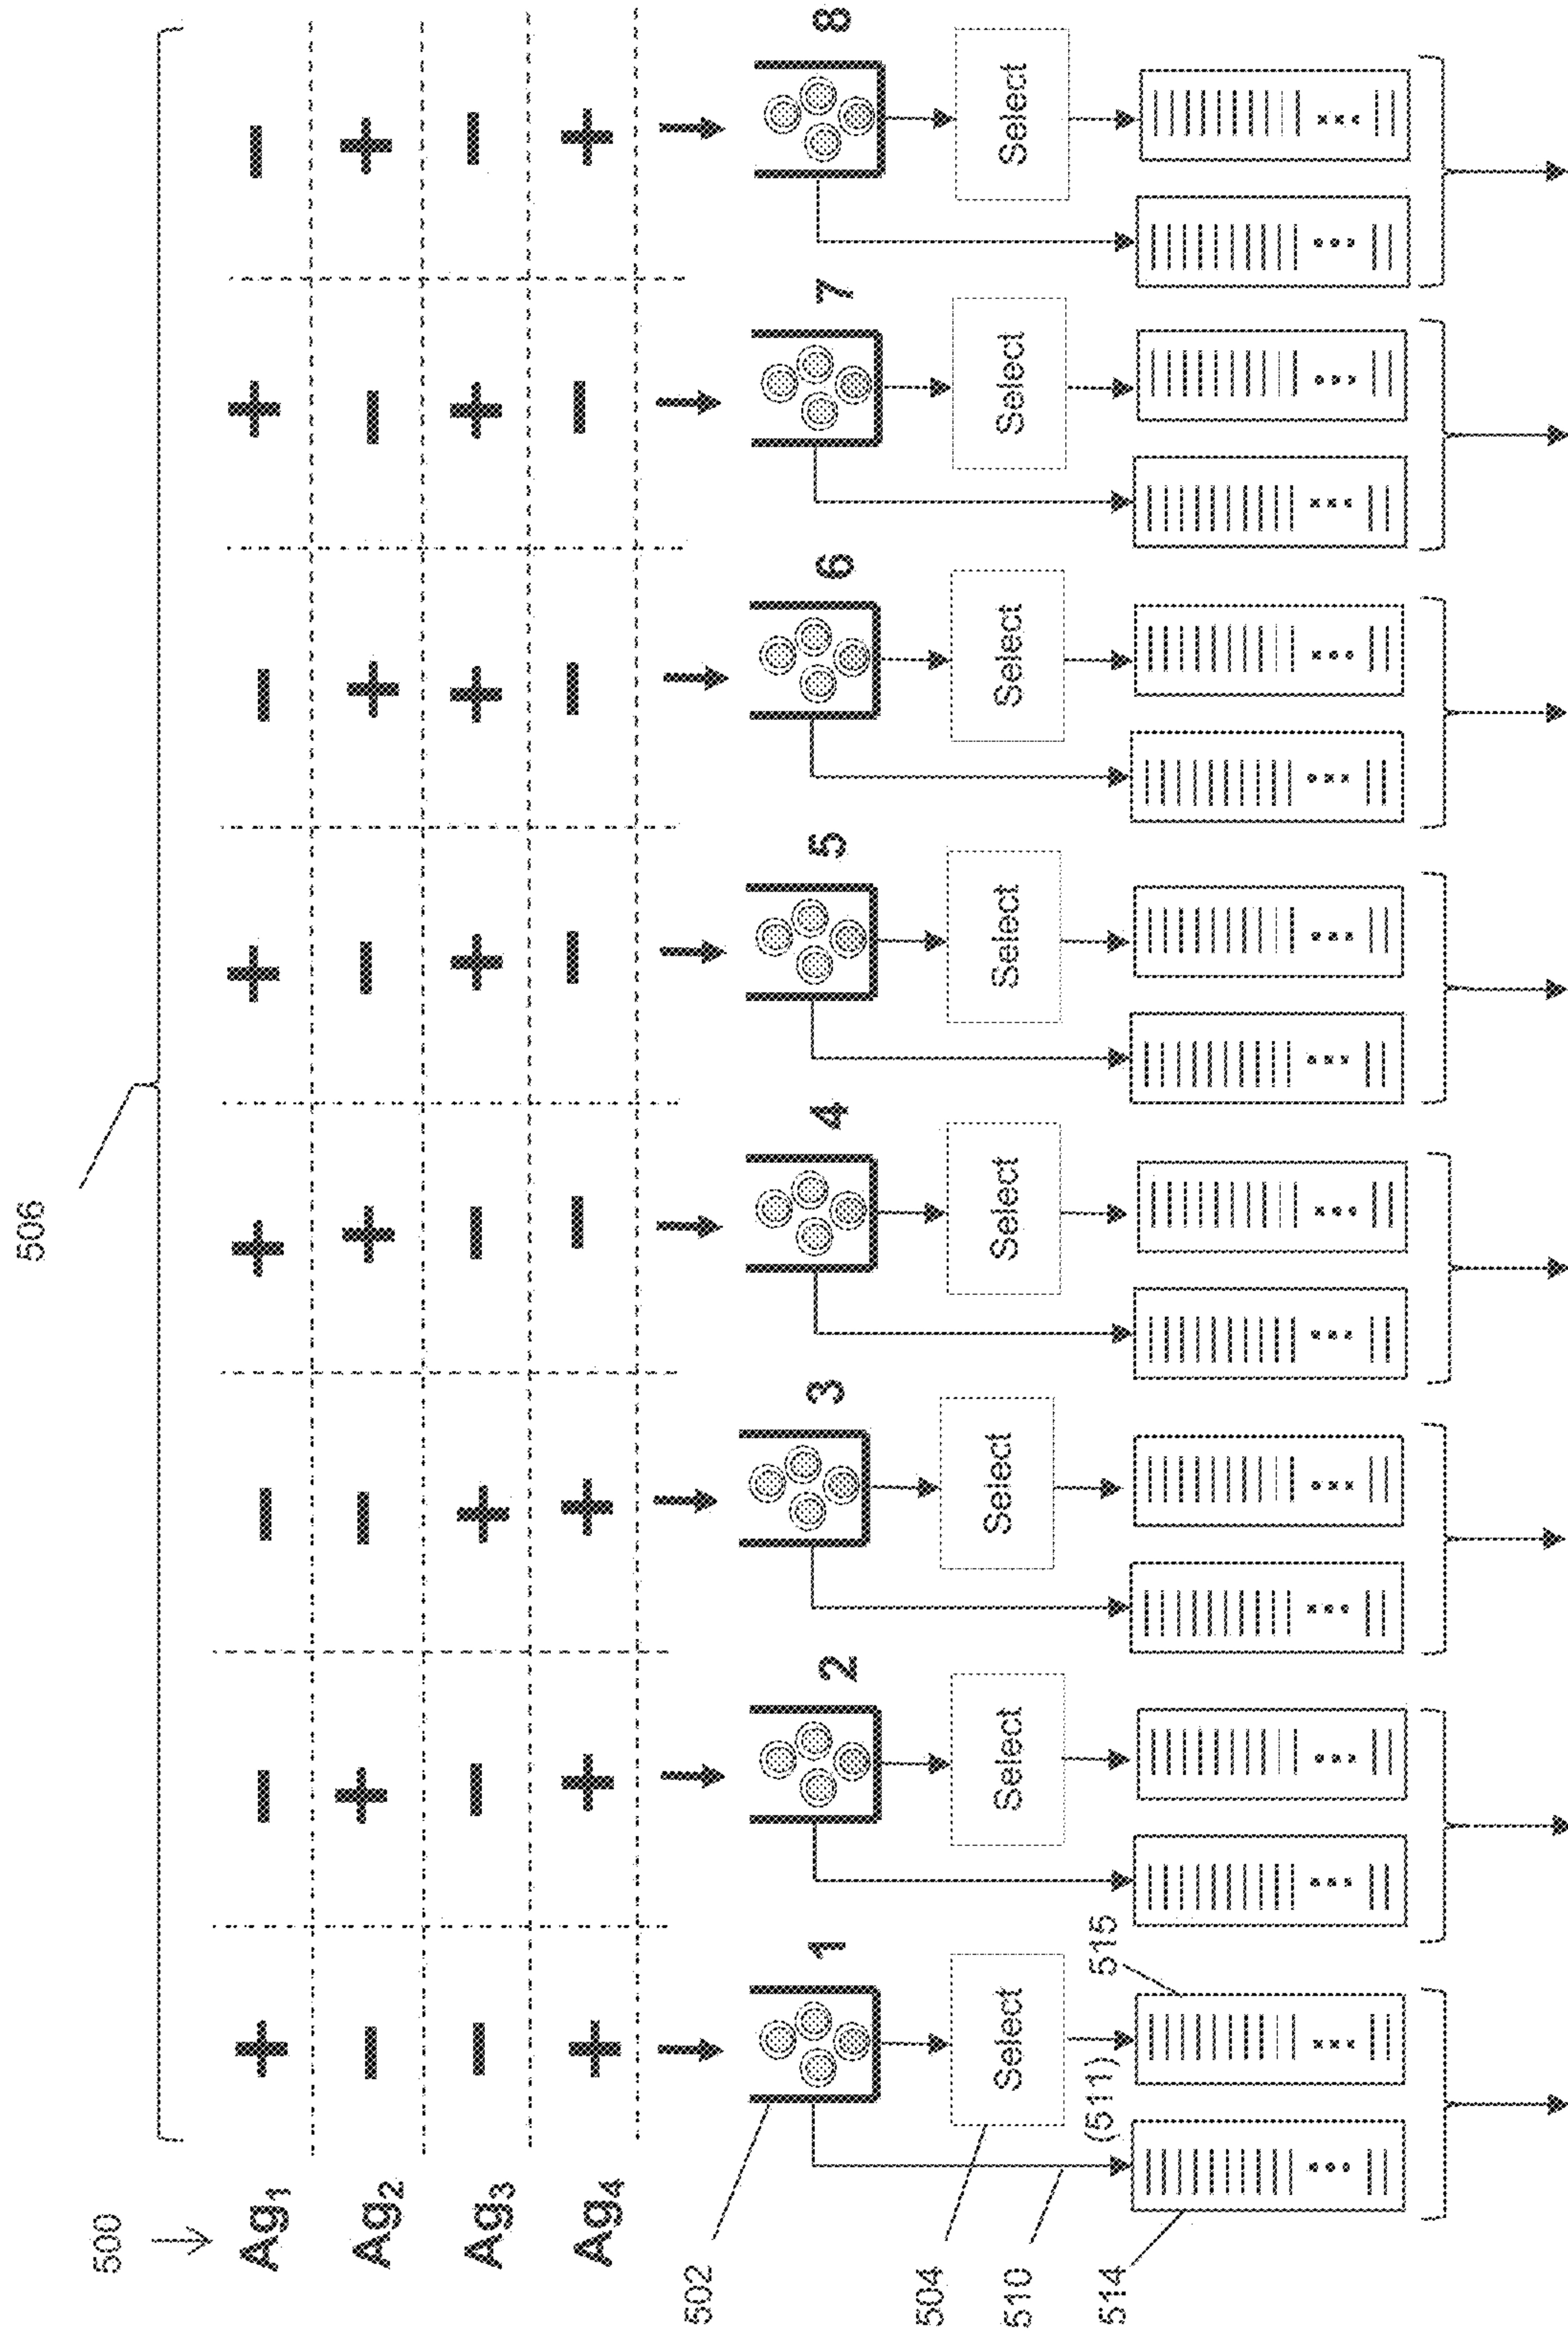 506
500
Ag1 + − − + + − + −
Ag2 − + − + − + − +
Ag3 − − + − + + + −
Ag4 + + + − − − − +
502
1 2 3 4 5 6 7 8
504
Select Select Select Select Select Select Select Select
510
(511)
515
514